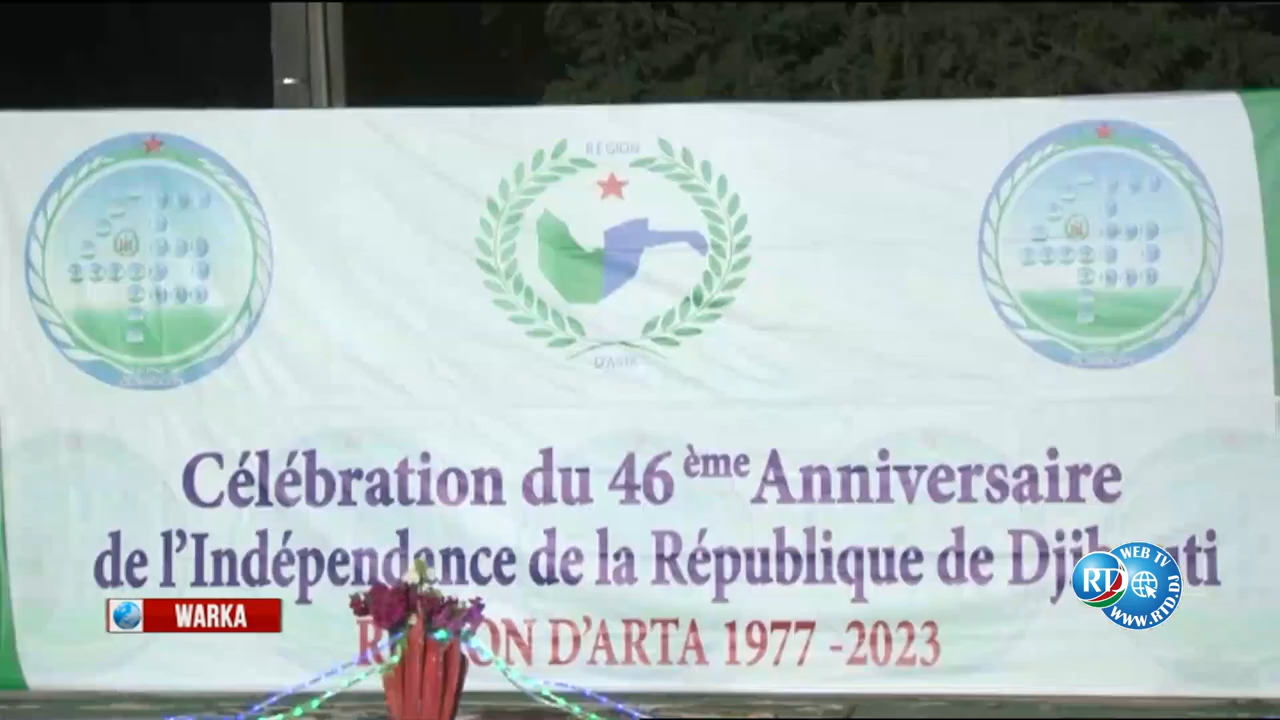 REGION
D'ARTA
Célébration du 46ème Anniversaire
de l'Indépendance de la République de Djibouti
WARKA
RTD WEB TV
WWW.RTD.DJ
REGION D'ARTA 1977 -2023